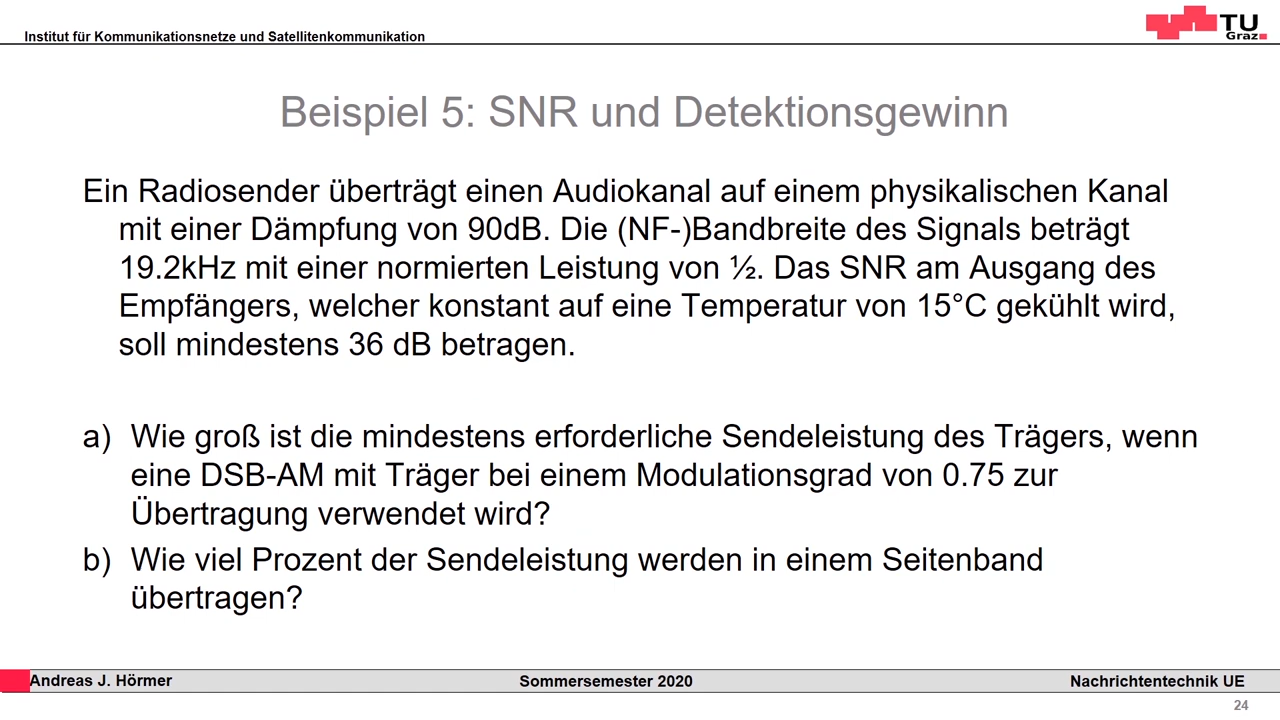 Institut für Kommunikationsnetze und Satellitenkommunikation
TU
Graz
Beispiel 5: SNR und Detektionsgewinn
Ein Radiosender überträgt einen Audiokanal auf einem physikalischen Kanal
mit einer Dämpfung von 90dB. Die (NF-)Bandbreite des Signals beträgt
19.2kHz mit einer normierten Leistung von ½. Das SNR am Ausgang des
Empfängers, welcher konstant auf eine Temperatur von 15°C gekühlt wird,
soll mindestens 36 dB betragen.
a) Wie groß ist die mindestens erforderliche Sendeleistung des Trägers, wenn
eine DSB-AM mit Träger bei einem Modulationsgrad von 0.75 zur
Übertragung verwendet wird?
b) Wie viel Prozent der Sendeleistung werden in einem Seitenband
übertragen?
Andreas J. Hörmer Sommersemester 2020 Nachrichtentechnik UE
24